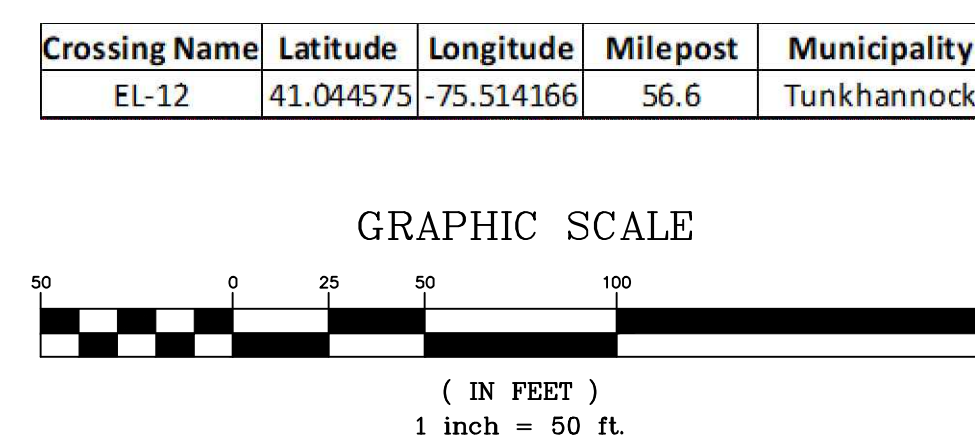 Crossing Name Latitude Longitude Milepost Municipality
EL-12 41.044575 -75.514166 56.6 Tunkhannock
GRAPHIC SCALE
50 0 25 50 100
( IN FEET )
1 inch = 50 ft.